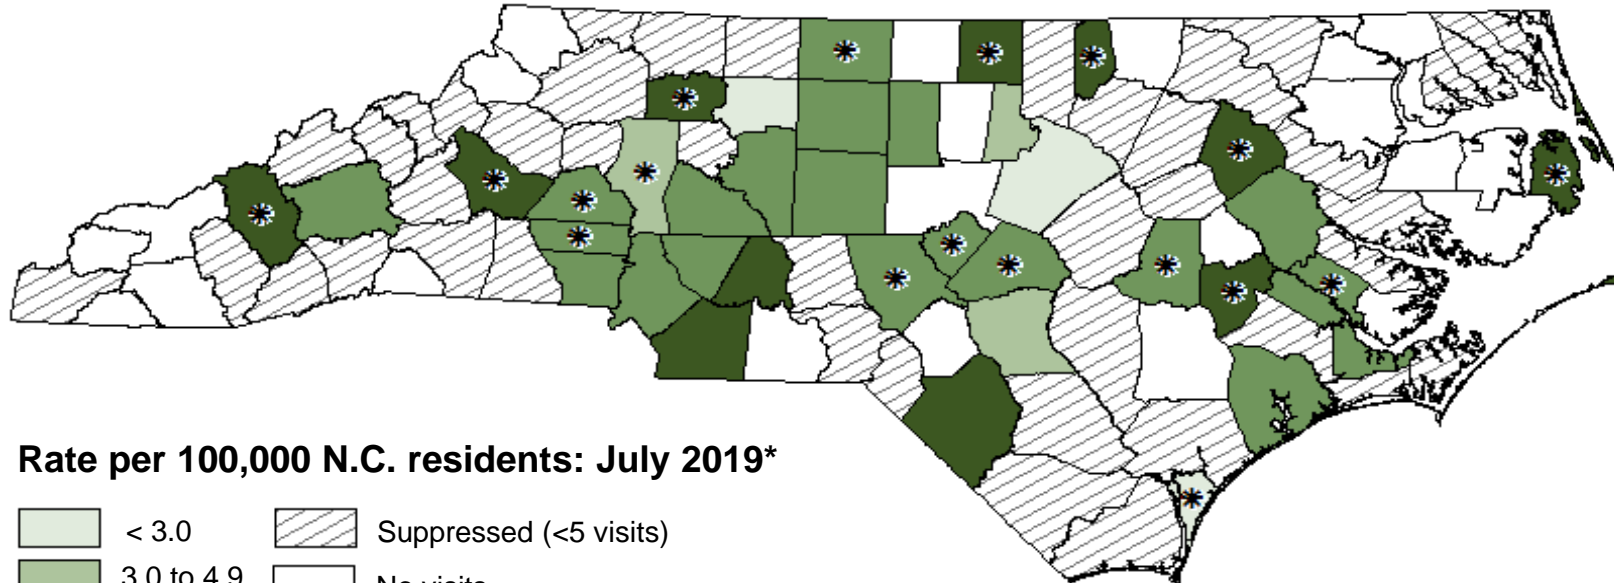 Rate per 100,000 N.C. residents: July 2019*
< 3.0
Suppressed (<5 visits)
3.0 to 4.9
No visits